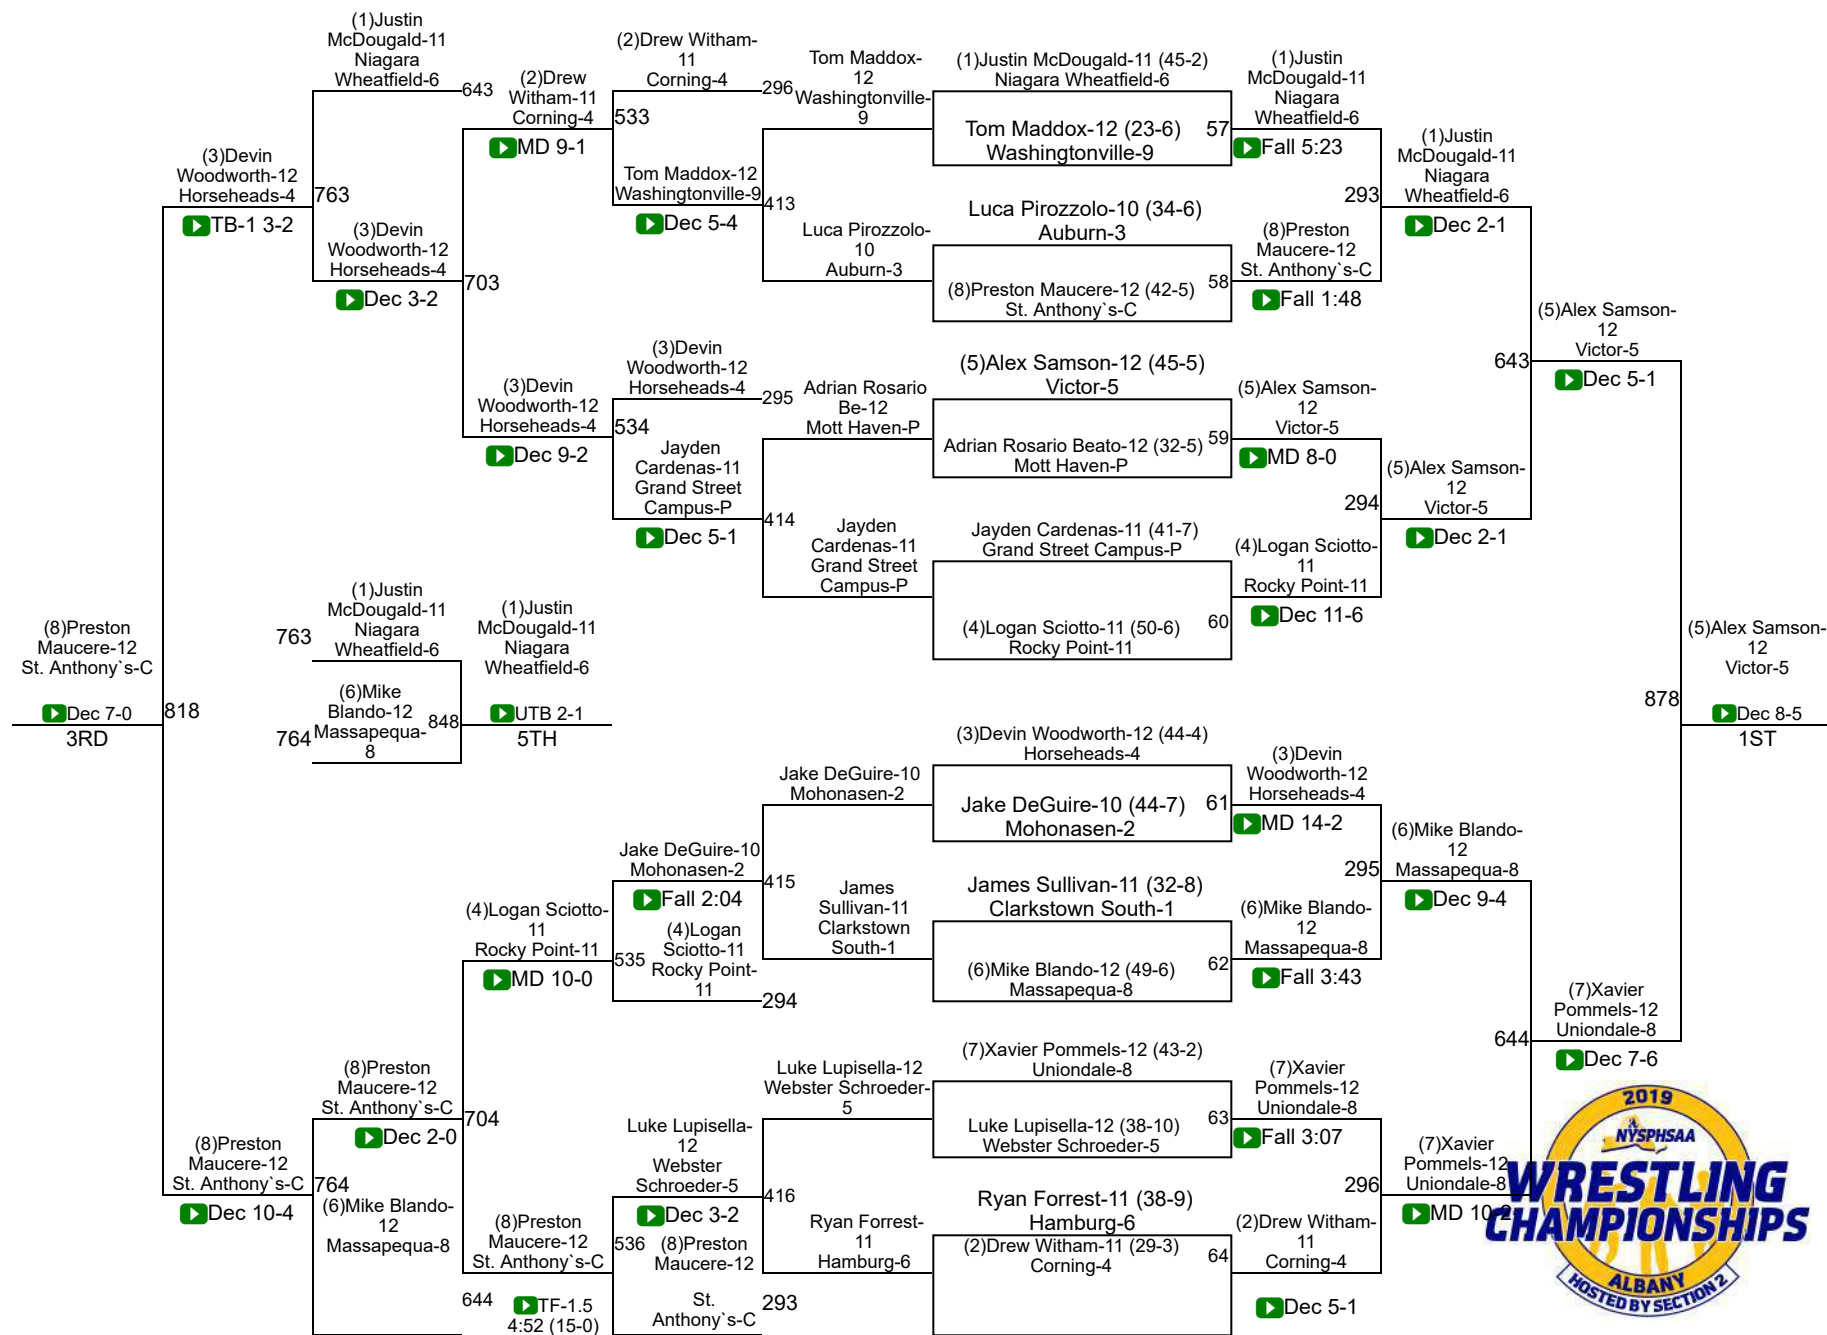 (1)Justin
McDougald-11
Niagara
Wheatfield-6
643
(3)Devin
Woodworth-12
Horseheads-4
TB-1 3-2
763
(3)Devin
Woodworth-12
Horseheads-4
Dec 3-2
703
(2)Drew
Witham-11
Corning-4
MD 9-1
533
(2)Drew Witham-
11
Corning-4
296
Tom Maddox-12
Washingtonville-9
Dec 5-4
413
Tom Maddox-
12
Washingtonville-
9
Luca Pirozzolo-
10
Auburn-3
(3)Devin
Woodworth-12
Horseheads-4
Dec 9-2
534
(3)Devin
Woodworth-12
Horseheads-4
295
Jayden
Cardenas-11
Grand Street
Campus-P
Dec 5-1
414
Adrian Rosario
Be-12
Mott Haven-P
Jayden
Cardenas-11
Grand Street
Campus-P
(1)Justin McDougald-11 (45-2)
Niagara Wheatfield-6
Tom Maddox-12 (23-6)
Washingtonville-9
57
Luca Pirozzolo-10 (34-6)
Auburn-3
(8)Preston Maucere-12 (42-5)
St. Anthony`s-C
58
(5)Alex Samson-12 (45-5)
Victor-5
Adrian Rosario Beato-12 (32-5)
Mott Haven-P
59
Jayden Cardenas-11 (41-7)
Grand Street Campus-P
(4)Logan Sciotto-11 (50-6)
Rocky Point-11
60
(1)Justin
McDougald-11
Niagara
Wheatfield-6
Fall 5:23
(8)Preston
Maucere-12
St. Anthony`s-C
Fall 1:48
293
(1)Justin
McDougald-11
Niagara
Wheatfield-6
Dec 2-1
(5)Alex Samson-
12
Victor-5
MD 8-0
(4)Logan Sciotto-
11
Rocky Point-11
Dec 11-6
294
(5)Alex Samson-
12
Victor-5
Dec 2-1
643
(5)Alex Samson-
12
Victor-5
Dec 5-1
(8)Preston
Maucere-12
St. Anthony`s-C
Dec 7-0
3RD
818
763
(1)Justin
McDougald-11
Niagara
Wheatfield-6
764
(6)Mike
Blando-12
Massapequa-
8
848
(1)Justin
McDougald-11
Niagara
Wheatfield-6
UTB 2-1
5TH
878
(5)Alex Samson-
12
Victor-5
Dec 8-5
1ST
(8)Preston
Maucere-12
St. Anthony`s-C
Dec 10-4
764
(8)Preston
Maucere-12
St. Anthony`s-C
Dec 2-0
704
(6)Mike Blando-
12
Massapequa-8
644
(4)Logan Sciotto-
11
Rocky Point-11
MD 10-0
535
Jake DeGuire-10
Mohonasen-2
Fall 2:04
415
(4)Logan
Sciotto-11
Rocky Point-
11
294
(8)Preston
Maucere-12
St. Anthony`s-C
TF-1.5
4:52 (15-0)
536
Luke Lupisella-
12
Webster
Schroeder-5
Dec 3-2
416
(8)Preston
Maucere-12
St.
Anthony`s-C
293
Jake DeGuire-10
Mohonasen-2
James
Sullivan-11
Clarkstown
South-1
Luke Lupisella-12
Webster Schroeder-
5
Ryan Forrest-
11
Hamburg-6
(3)Devin Woodworth-12 (44-4)
Horseheads-4
Jake DeGuire-10 (44-7)
Mohonasen-2
61
James Sullivan-11 (32-8)
Clarkstown South-1
(6)Mike Blando-12 (49-6)
Massapequa-8
62
(7)Xavier Pommels-12 (43-2)
Uniondale-8
Luke Lupisella-12 (38-10)
Webster Schroeder-5
63
Ryan Forrest-11 (38-9)
Hamburg-6
(2)Drew Witham-11 (29-3)
Corning-4
64
(3)Devin
Woodworth-12
Horseheads-4
MD 14-2
(6)Mike Blando-
12
Massapequa-8
Fall 3:43
295
(6)Mike Blando-
12
Massapequa-8
Dec 9-4
(7)Xavier
Pommels-12
Uniondale-8
Fall 3:07
(2)Drew Witham-
11
Corning-4
Dec 5-1
296
(7)Xavier
Pommels-12
Uniondale-8
MD 10-2
644
(7)Xavier
Pommels-12
Uniondale-8
Dec 7-6
2019
NYSPHSAA
WRESTLING
CHAMPIONSHIPS
ALBANY
HOSTED BY SECTION 2